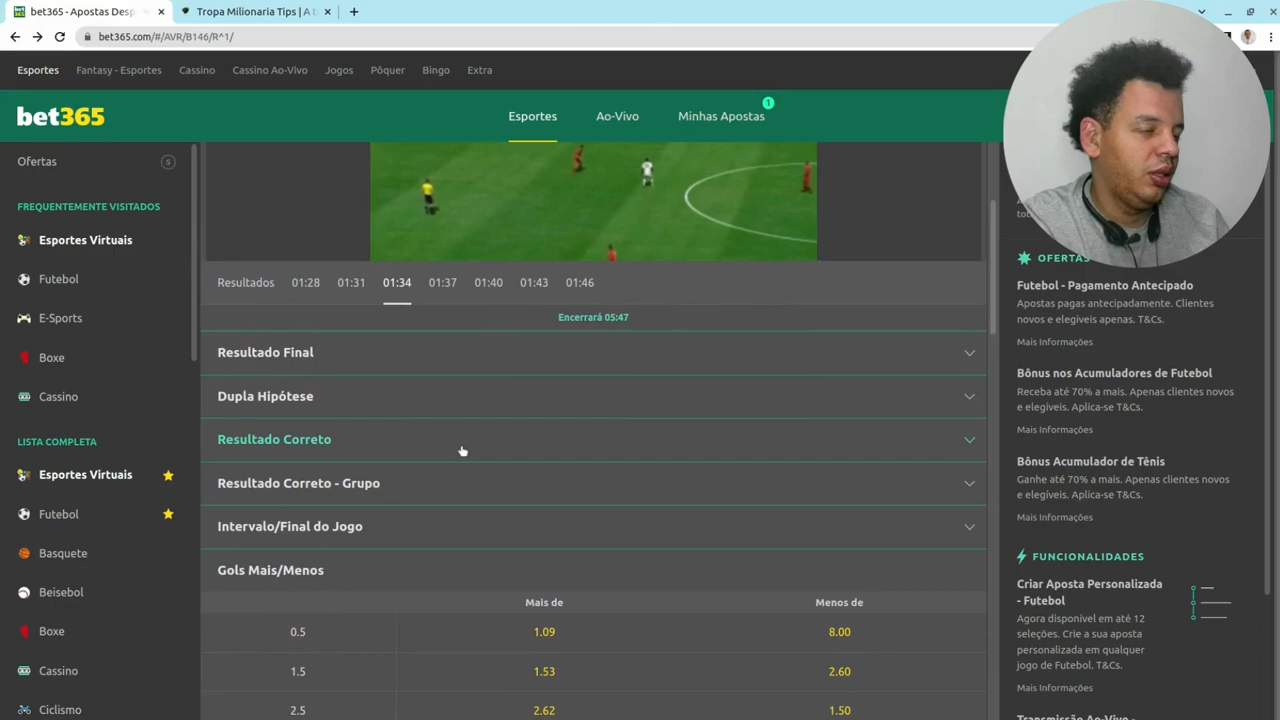 bet365 - Apostas Desp
Tropa Milionaria Tips | A t
bet365.com/#/AVR/B146/R^1/
Esportes
Fantasy - Esportes
Cassino
Cassino Ao-Vivo
Jogos
Pôquer
Bingo
Extra
bet365
Esportes
Ao-Vivo
Minhas Apostas
1
Ofertas
S
FREQUENTEMENTE VISITADOS
Esportes Virtuais
Futebol
E-Sports
Boxe
Cassino
LISTA COMPLETA
Esportes Virtuais
Futebol
Basquete
Beisebol
Boxe
Cassino
Ciclismo
Resultados 01:28 01:31 01:34 01:37 01:40 01:43 01:46
Encerrará 05:47
Resultado Final
Dupla Hipótese
Resultado Correto
Resultado Correto - Grupo
Intervalo/Final do Jogo
Gols Mais/Menos
Mais de Menos de
0.5 1.09 8.00
1.5 1.53 2.60
2.5 2.62 1.50
OFERTAS
Futebol - Pagamento Antecipado
Apostas pagas antecipadamente. Clientes
novos e elegíveis apenas. T&Cs.
Mais Informações
Bônus nos Acumuladores de Futebol
Receba até 70% a mais. Apenas clientes novos
e elegíveis. Aplica-se T&Cs.
Mais Informações
Bônus Acumulador de Tênis
Ganhe até 70% a mais. Apenas clientes novos
e elegíveis. Aplica-se T&Cs.
Mais Informações
FUNCIONALIDADES
Criar Aposta Personalizada
- Futebol
Agora disponível em até 12
seleções. Crie a sua aposta
personalizada em qualquer
jogo de Futebol. T&Cs.
Mais Informações
Transmissão Ao-Vivo -